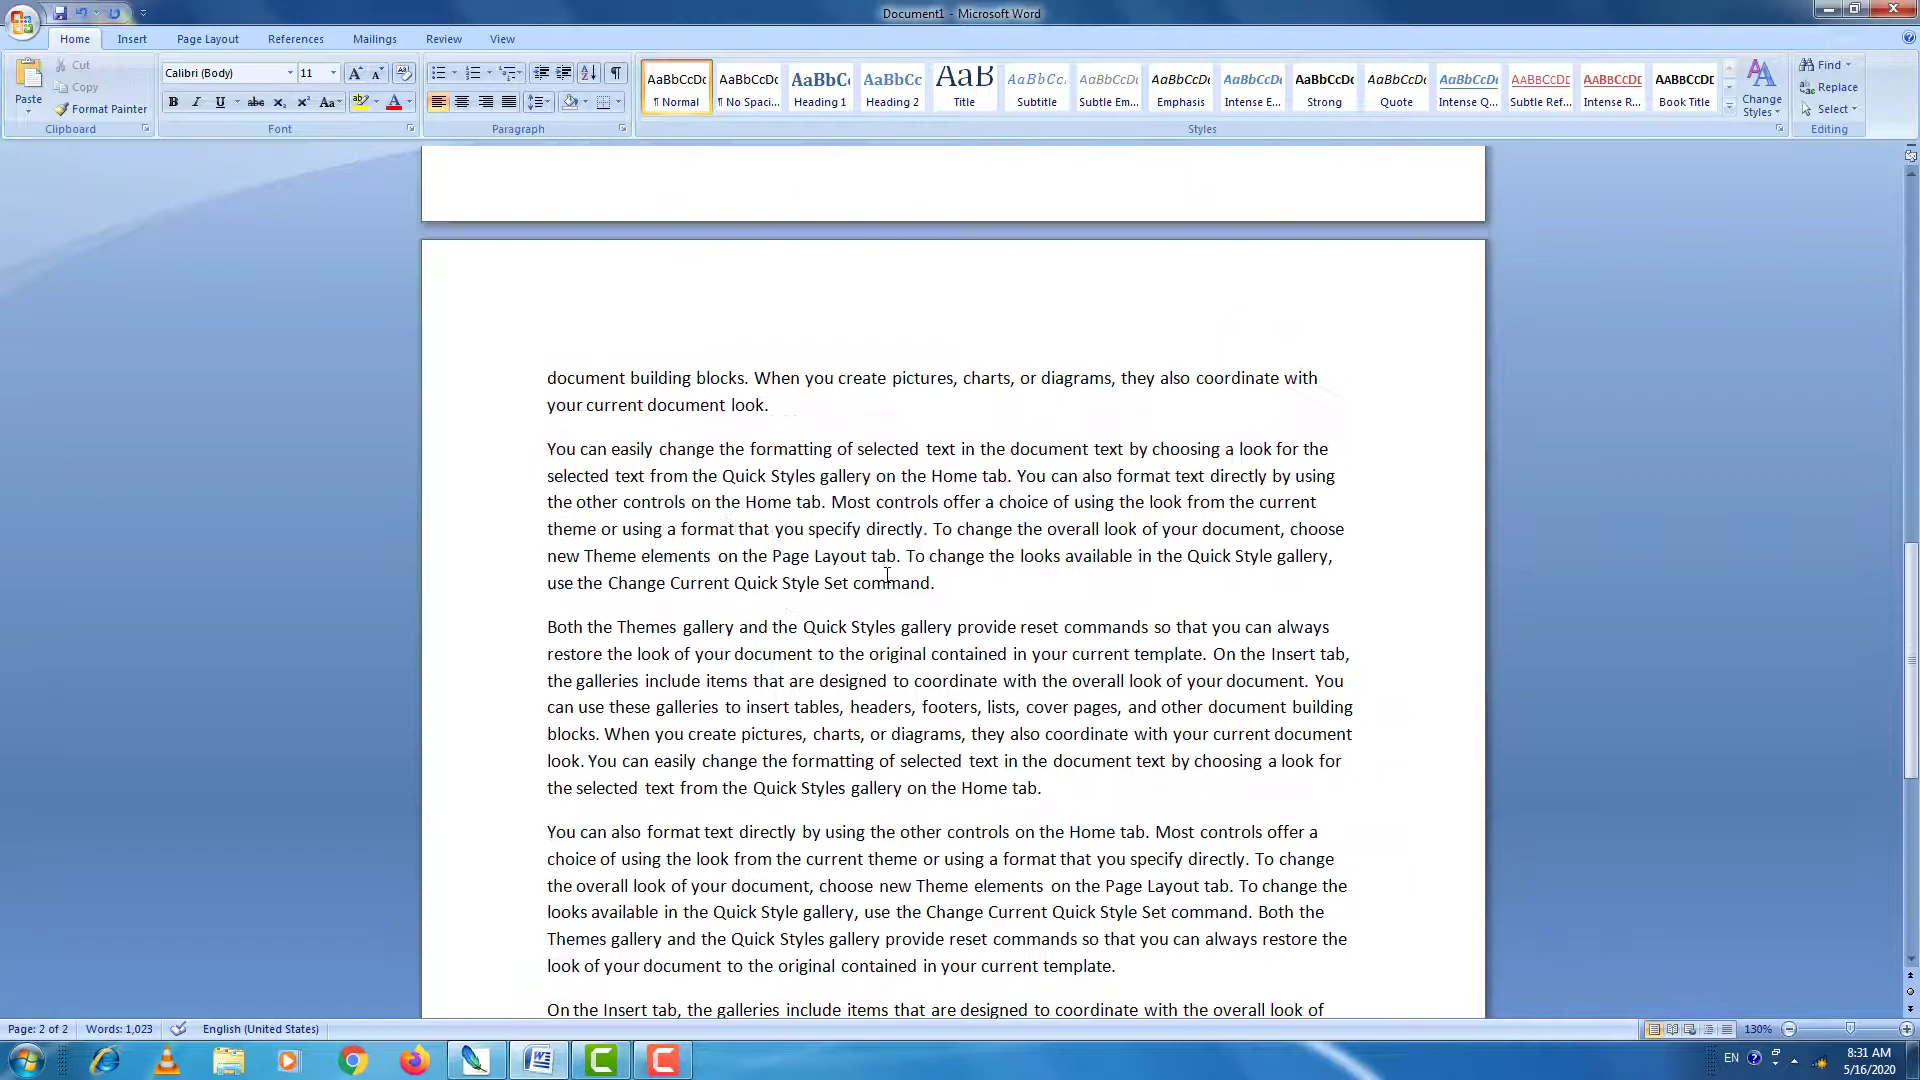 Document1 - Microsoft Word
Home Insert Page Layout References Mailings Review View
Paste
Cut
Copy
Format Painter
Clipboard
Calibri (Body) 11
Font
Paragraph
AaBbCcDc AaBbCcDc AaBbCc AaBbCc AaB AaBbCc. AaBbCcDc AaBbCcDc AaBbCcDc AaBbCcDc AaBbCcDc AaBbCcDc AABBCCDD AABBCCDD AABBCCDD
¶ Normal ¶ No Spaci... Heading 1 Heading 2 Title Subtitle Subtle Em... Emphasis Intense E... Strong Quote Intense Q... Subtle Ref... Intense R... Book Title
Change Styles
Styles
Find
Replace
Select
Editing
document building blocks. When you create pictures, charts, or diagrams, they also coordinate with
your current document look.
You can easily change the formatting of selected text in the document text by choosing a look for the
selected text from the Quick Styles gallery on the Home tab. You can also format text directly by using
the other controls on the Home tab. Most controls offer a choice of using the look from the current
theme or using a format that you specify directly. To change the overall look of your document, choose
new Theme elements on the Page Layout tab. To change the looks available in the Quick Style gallery,
use the Change Current Quick Style Set command.
Both the Themes gallery and the Quick Styles gallery provide reset commands so that you can always
restore the look of your document to the original contained in your current template. On the Insert tab,
the galleries include items that are designed to coordinate with the overall look of your document. You
can use these galleries to insert tables, headers, footers, lists, cover pages, and other document building
blocks. When you create pictures, charts, or diagrams, they also coordinate with your current document
look. You can easily change the formatting of selected text in the document text by choosing a look for
the selected text from the Quick Styles gallery on the Home tab.
You can also format text directly by using the other controls on the Home tab. Most controls offer a
choice of using the look from the current theme or using a format that you specify directly. To change
the overall look of your document, choose new Theme elements on the Page Layout tab. To change the
looks available in the Quick Style gallery, use the Change Current Quick Style Set command. Both the
Themes gallery and the Quick Styles gallery provide reset commands so that you can always restore the
look of your document to the original contained in your current template.
On the Insert tab, the galleries include items that are designed to coordinate with the overall look of
Page: 2 of 2 Words: 1,023 English (United States) 130%
EN 8:31 AM
5/16/2020